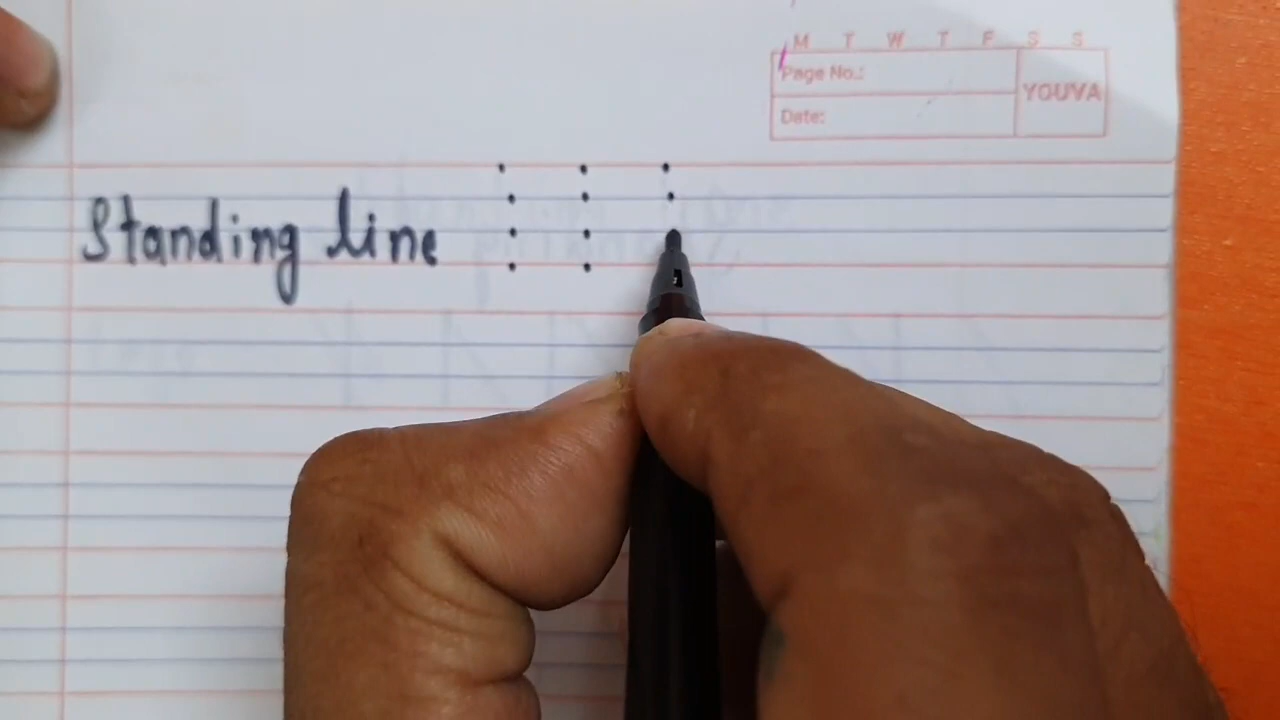 M T W T F S S
Page No.:
YOUVA
Date:
Standing line